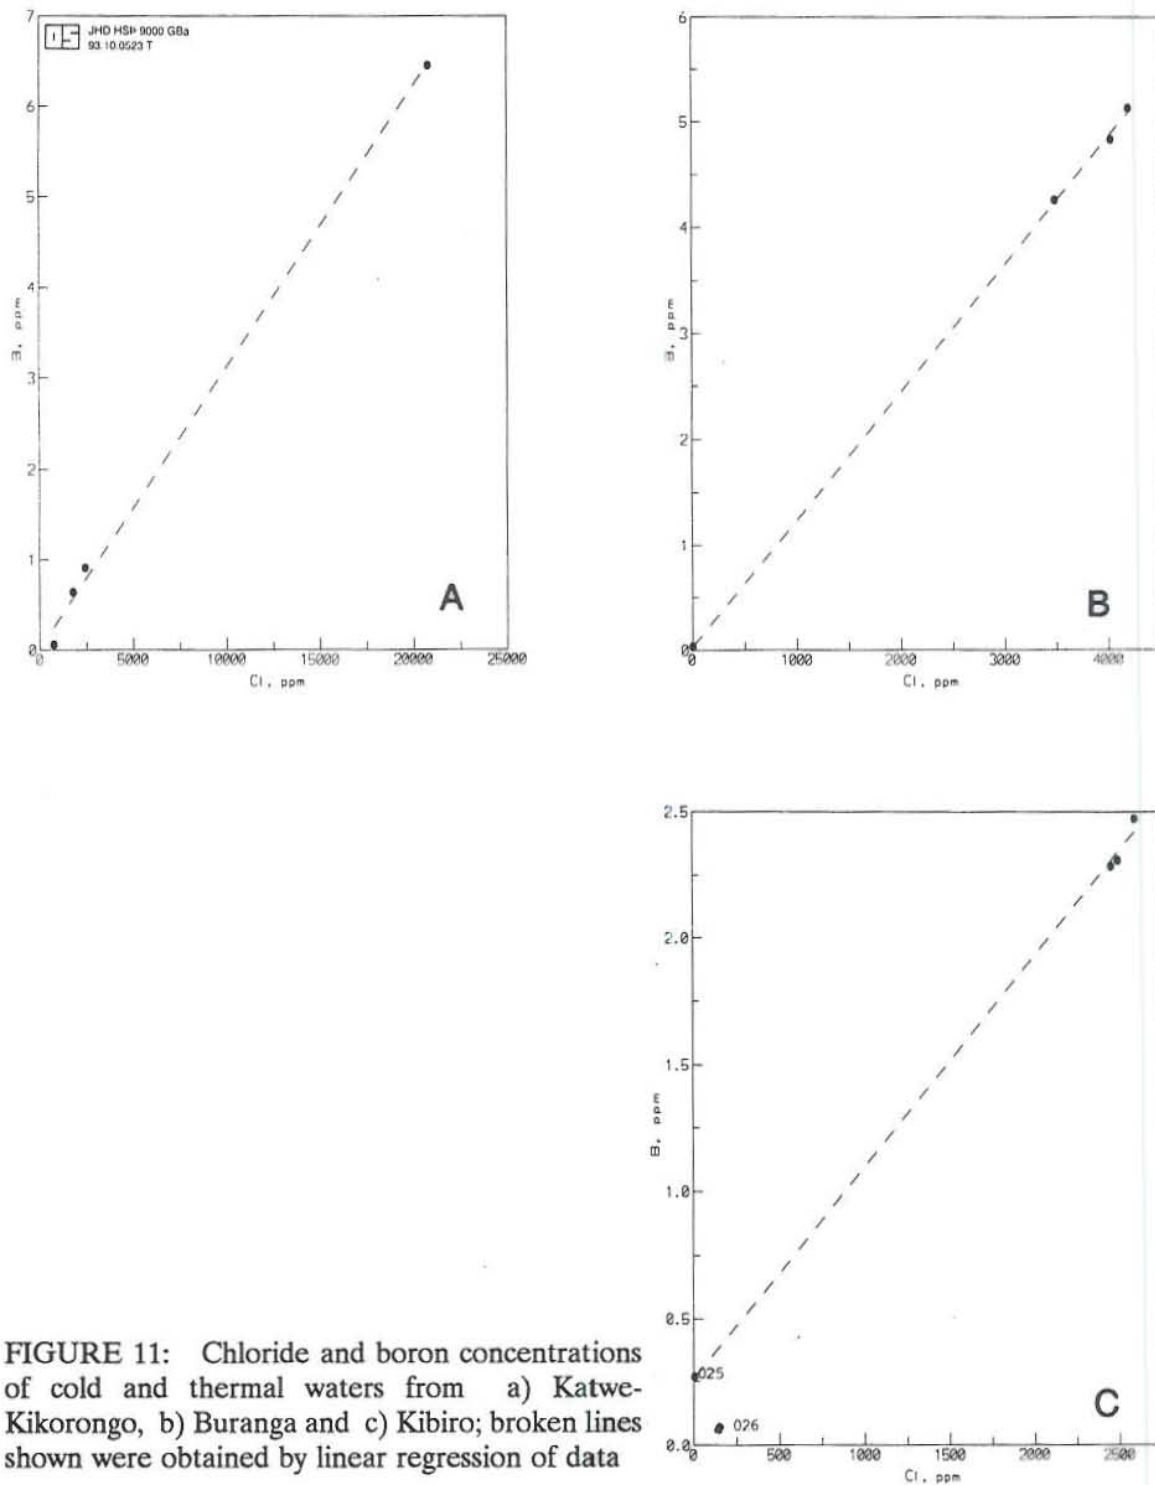 JHD HSÞ 9000 GBa
93.10.0523 T
7
6
5
4
3
2
1
0
B, ppm
0 5000 10000 15000 20000 25000
Cl, ppm
A
6
5
4
3
2
1
0
B, ppm
0 1000 2000 3000 4000
Cl, ppm
B
2.5
2.0
1.5
1.0
0.5
0.0
B, ppm
025
026
0 500 1000 1500 2000 2500
Cl, ppm
C
FIGURE 11: Chloride and boron concentrations
of cold and thermal waters from a) Katwe-
Kikorongo, b) Buranga and c) Kibiro; broken lines
shown were obtained by linear regression of data